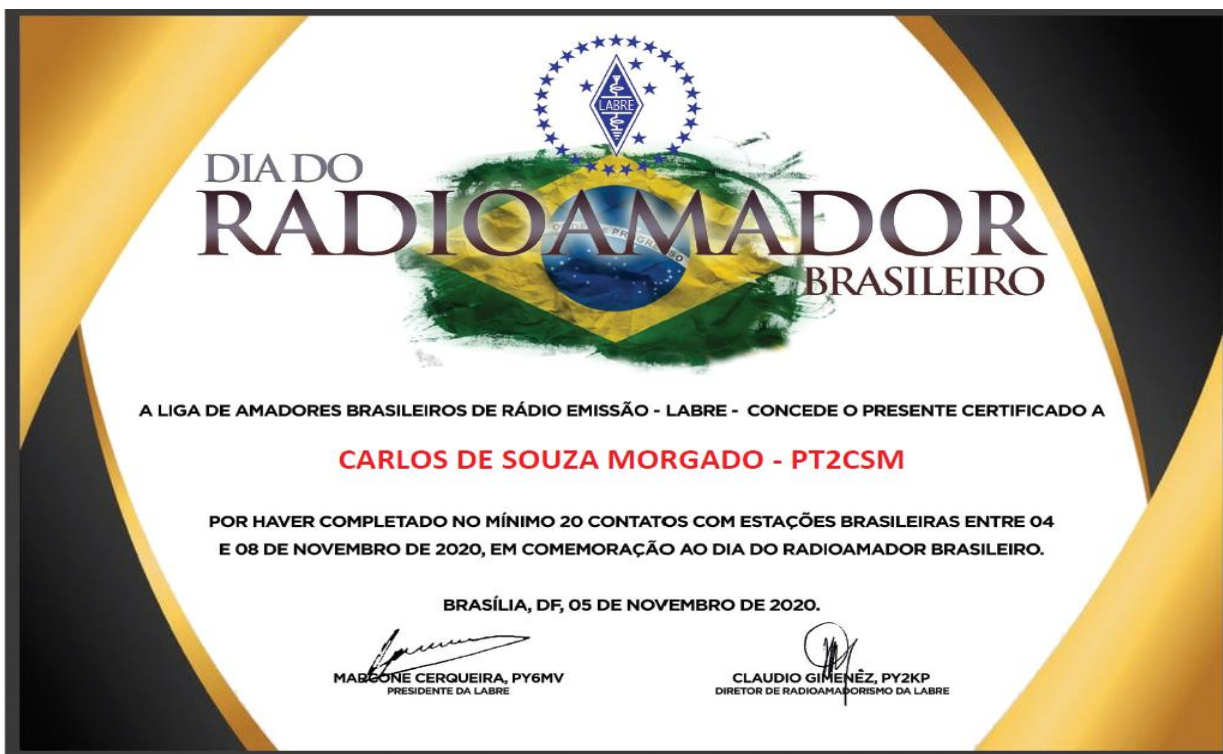 LABRE
DIA DO
RADIOAMADOR
BRASILEIRO
A LIGA DE AMADORES BRASILEIROS DE RÁDIO EMISSÃO - LABRE - CONCEDE O PRESENTE CERTIFICADO A
CARLOS DE SOUZA MORGADO - PT2CSM
POR HAVER COMPLETADO NO MÍNIMO 20 CONTATOS COM ESTAÇÕES BRASILEIRAS ENTRE 04
E 08 DE NOVEMBRO DE 2020, EM COMEMORAÇÃO AO DIA DO RADIOAMADOR BRASILEIRO.
BRASÍLIA, DF, 05 DE NOVEMBRO DE 2020.
MARCONE CERQUEIRA, PY6MV
PRESIDENTE DA LABRE
CLAUDIO GIMENÉZ, PY2KP
DIRETOR DE RADIOAMADORISMO DA LABRE